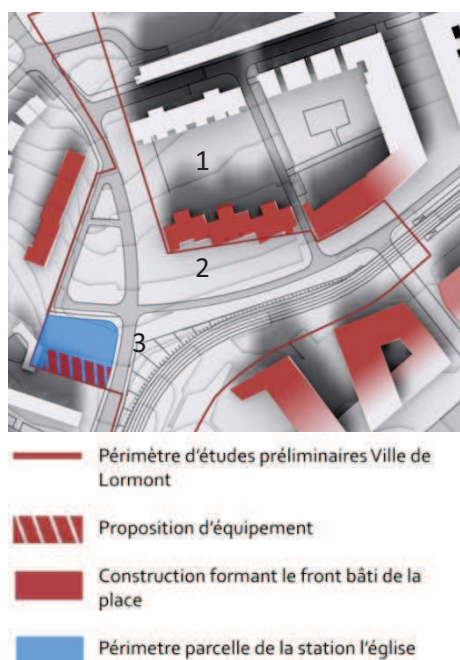 1
2
3
Périmètre d'études préliminaires Ville de
Lormont
Proposition d'équipement
Construction formant le front bâti de la
place
Périmetre parcelle de la station l'église